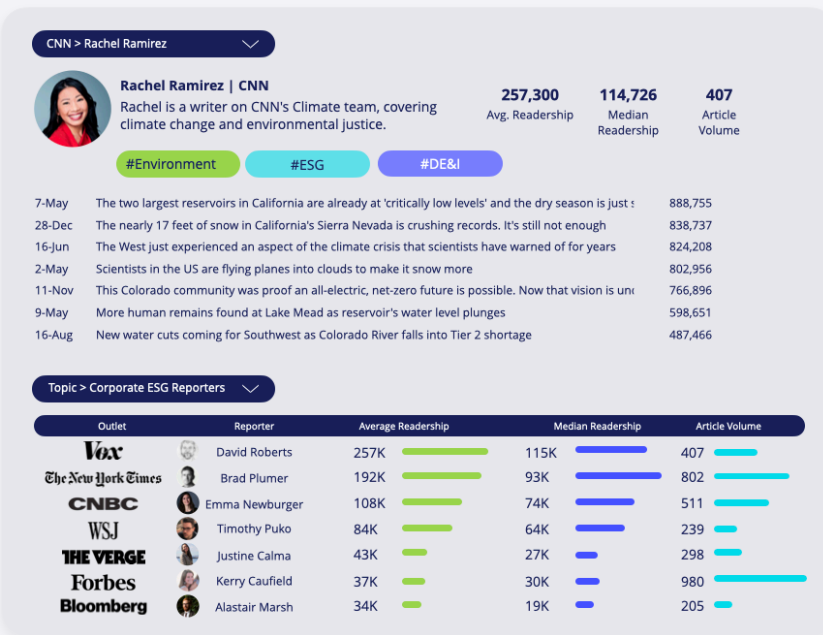 CNN > Rachel Ramirez
Rachel Ramirez | CNN
Rachel is a writer on CNN's Climate team, covering
climate change and environmental justice.
257,300
Avg. Readership
114,726
Median
Readership
407
Article
Volume
#Environment #ESG #DE&I
7-May The two largest reservoirs in California are already at 'critically low levels' and the dry season is just 888,755
28-Dec The nearly 17 feet of snow in California's Sierra Nevada is crushing records. It's still not enough 838,737
16-Jun The West just experienced an aspect of the climate crisis that scientists have warned of for years 824,208
2-May Scientists in the US are flying planes into clouds to make it snow more 802,956
11-Nov This Colorado community was proof an all-electric, net-zero future is possible. Now that vision is 766,896
9-May More human remains found at Lake Mead as reservoir's water level plunges 598,651
16-Aug New water cuts coming for Southwest as Colorado River falls into Tier 2 shortage 487,466
Topic > Corporate ESG Reporters
Outlet Reporter Average Readership Median Readership Article Volume
Vox David Roberts 257K 115K 407
The New York Times Brad Plumer 192K 93K 802
CNBC Emma Newburger 108K 74K 511
WSJ Timothy Puko 84K 64K 239
THE VERGE Justine Calma 43K 27K 298
Forbes Kerry Caufield 37K 30K 980
Bloomberg Alastair Marsh 34K 19K 205